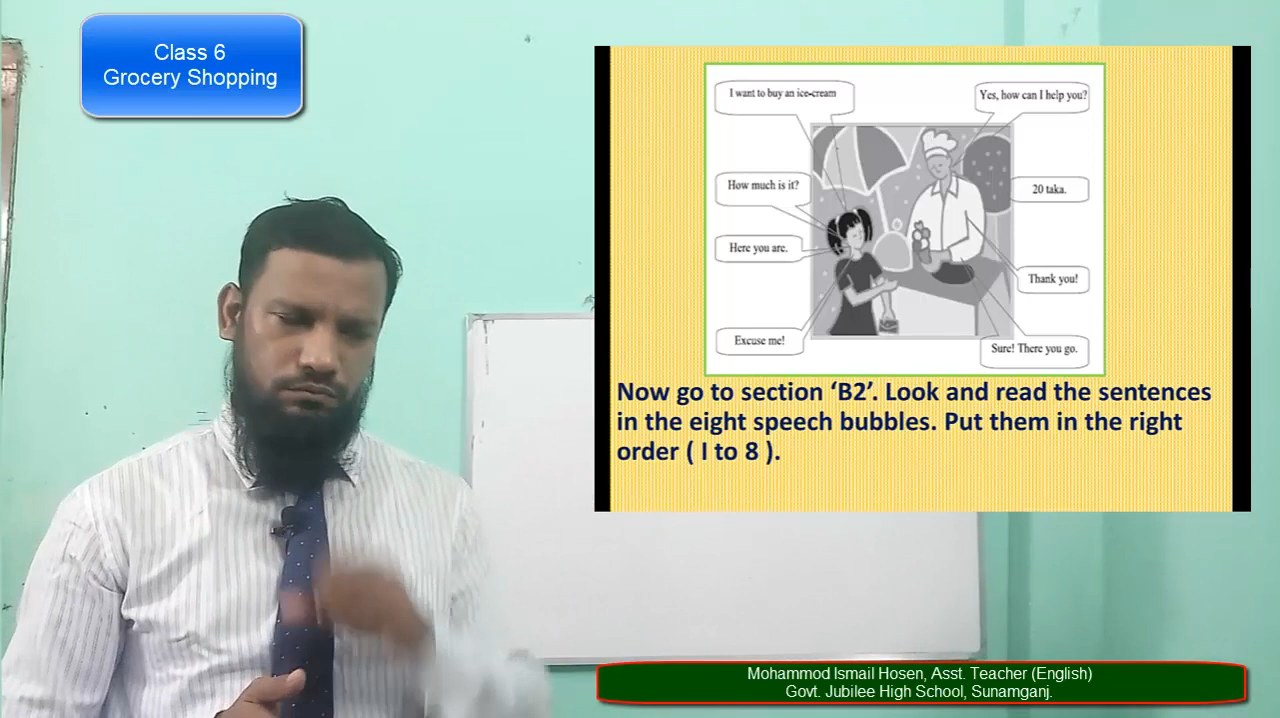 Class 6
Grocery Shopping
I want to buy an ice-cream
Yes, how can I help you?
How much is it?
20 taka.
Here you are.
Thank you!
Excuse me!
Sure! There you go.
Now go to section ‘B2’. Look and read the sentences
in the eight speech bubbles. Put them in the right
order ( I to 8 ).
Mohammod Ismail Hosen, Asst. Teacher (English)
Govt. Jubilee High School, Sunamganj.